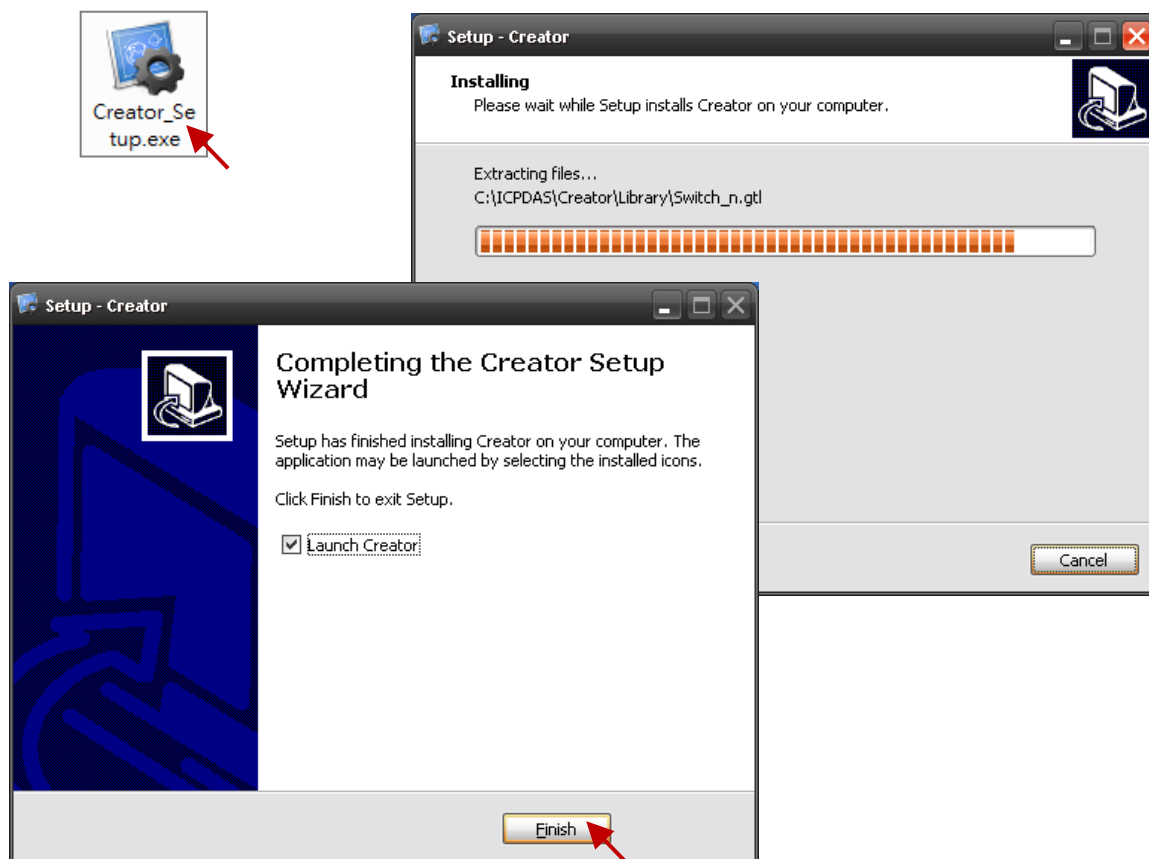 Creator_Se
tup.exe
Setup - Creator
Installing
Please wait while Setup installs Creator on your computer.
Extracting files...
C:\ICPDAS\Creator\Library\Switch_n.gtl
Cancel
Setup - Creator
Completing the Creator Setup
Wizard
Setup has finished installing Creator on your computer. The
application may be launched by selecting the installed icons.
Click Finish to exit Setup.
Launch Creator
Finish